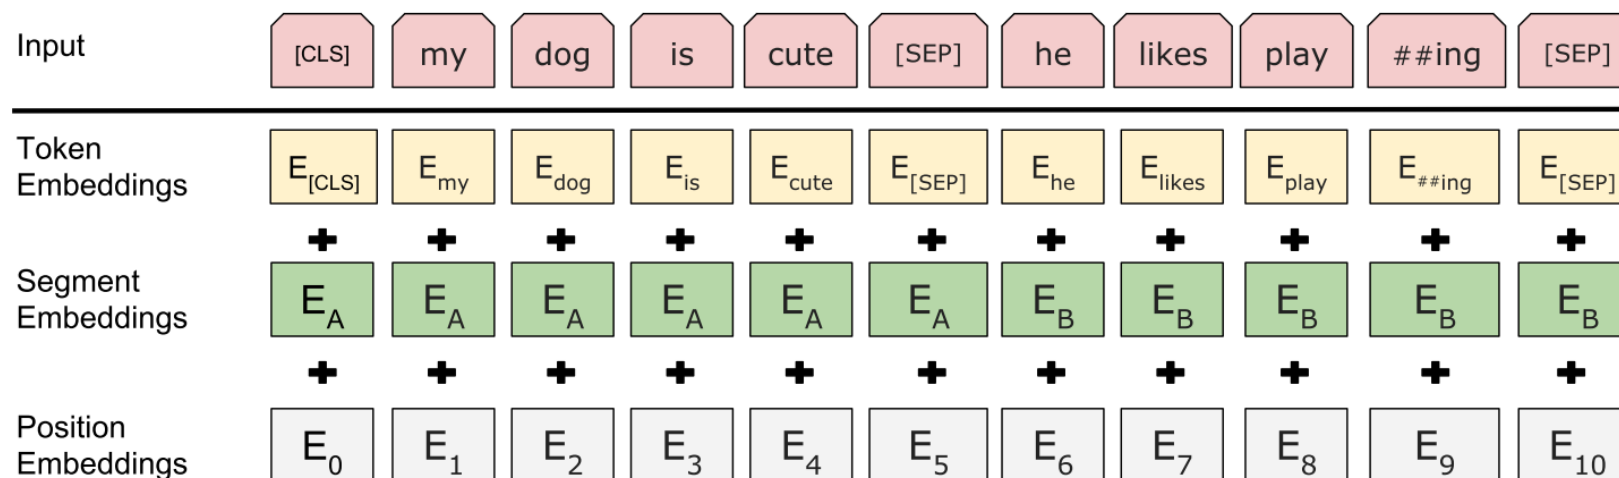 Input [CLS] my dog is cute [SEP] he likes play ##ing [SEP]
Token
Embeddings
E[CLS] Emy Edog Eis Ecute E[SEP] Ehe Elikes Eplay E##ing E[SEP]
+ + + + + + + + + + +
Segment
Embeddings
EA EA EA EA EA EA EB EB EB EB EB
+ + + + + + + + + + +
Position
Embeddings
E0 E1 E2 E3 E4 E5 E6 E7 E8 E9 E10